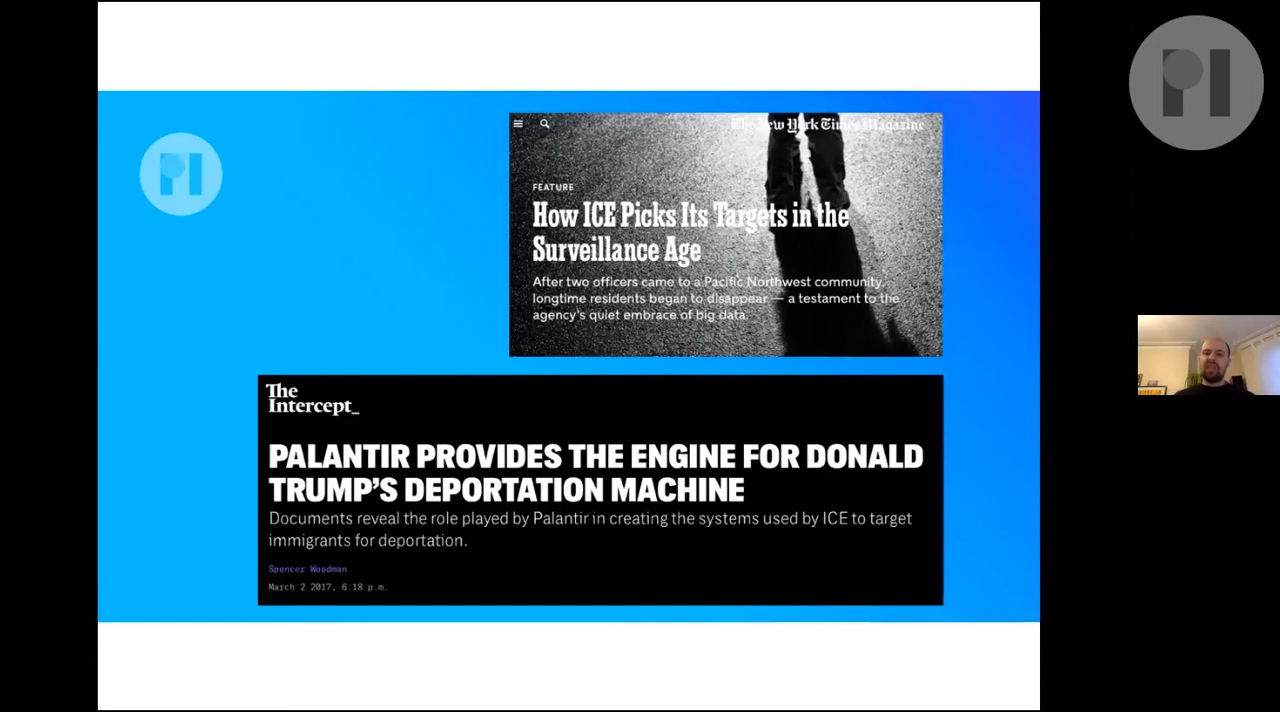 PI
PI
The New York Times Magazine
FEATURE
How ICE Picks Its Targets in the
Surveillance Age
After two officers came to a Pacific Northwest community,
longtime residents began to disappear — a testament to the
agency's quiet embrace of big data.
The
Intercept_
PALANTIR PROVIDES THE ENGINE FOR DONALD
TRUMP'S DEPORTATION MACHINE
Documents reveal the role played by Palantir in creating the systems used by ICE to target
immigrants for deportation.
Spencer Woodman
March 2 2017, 6:18 p.m.